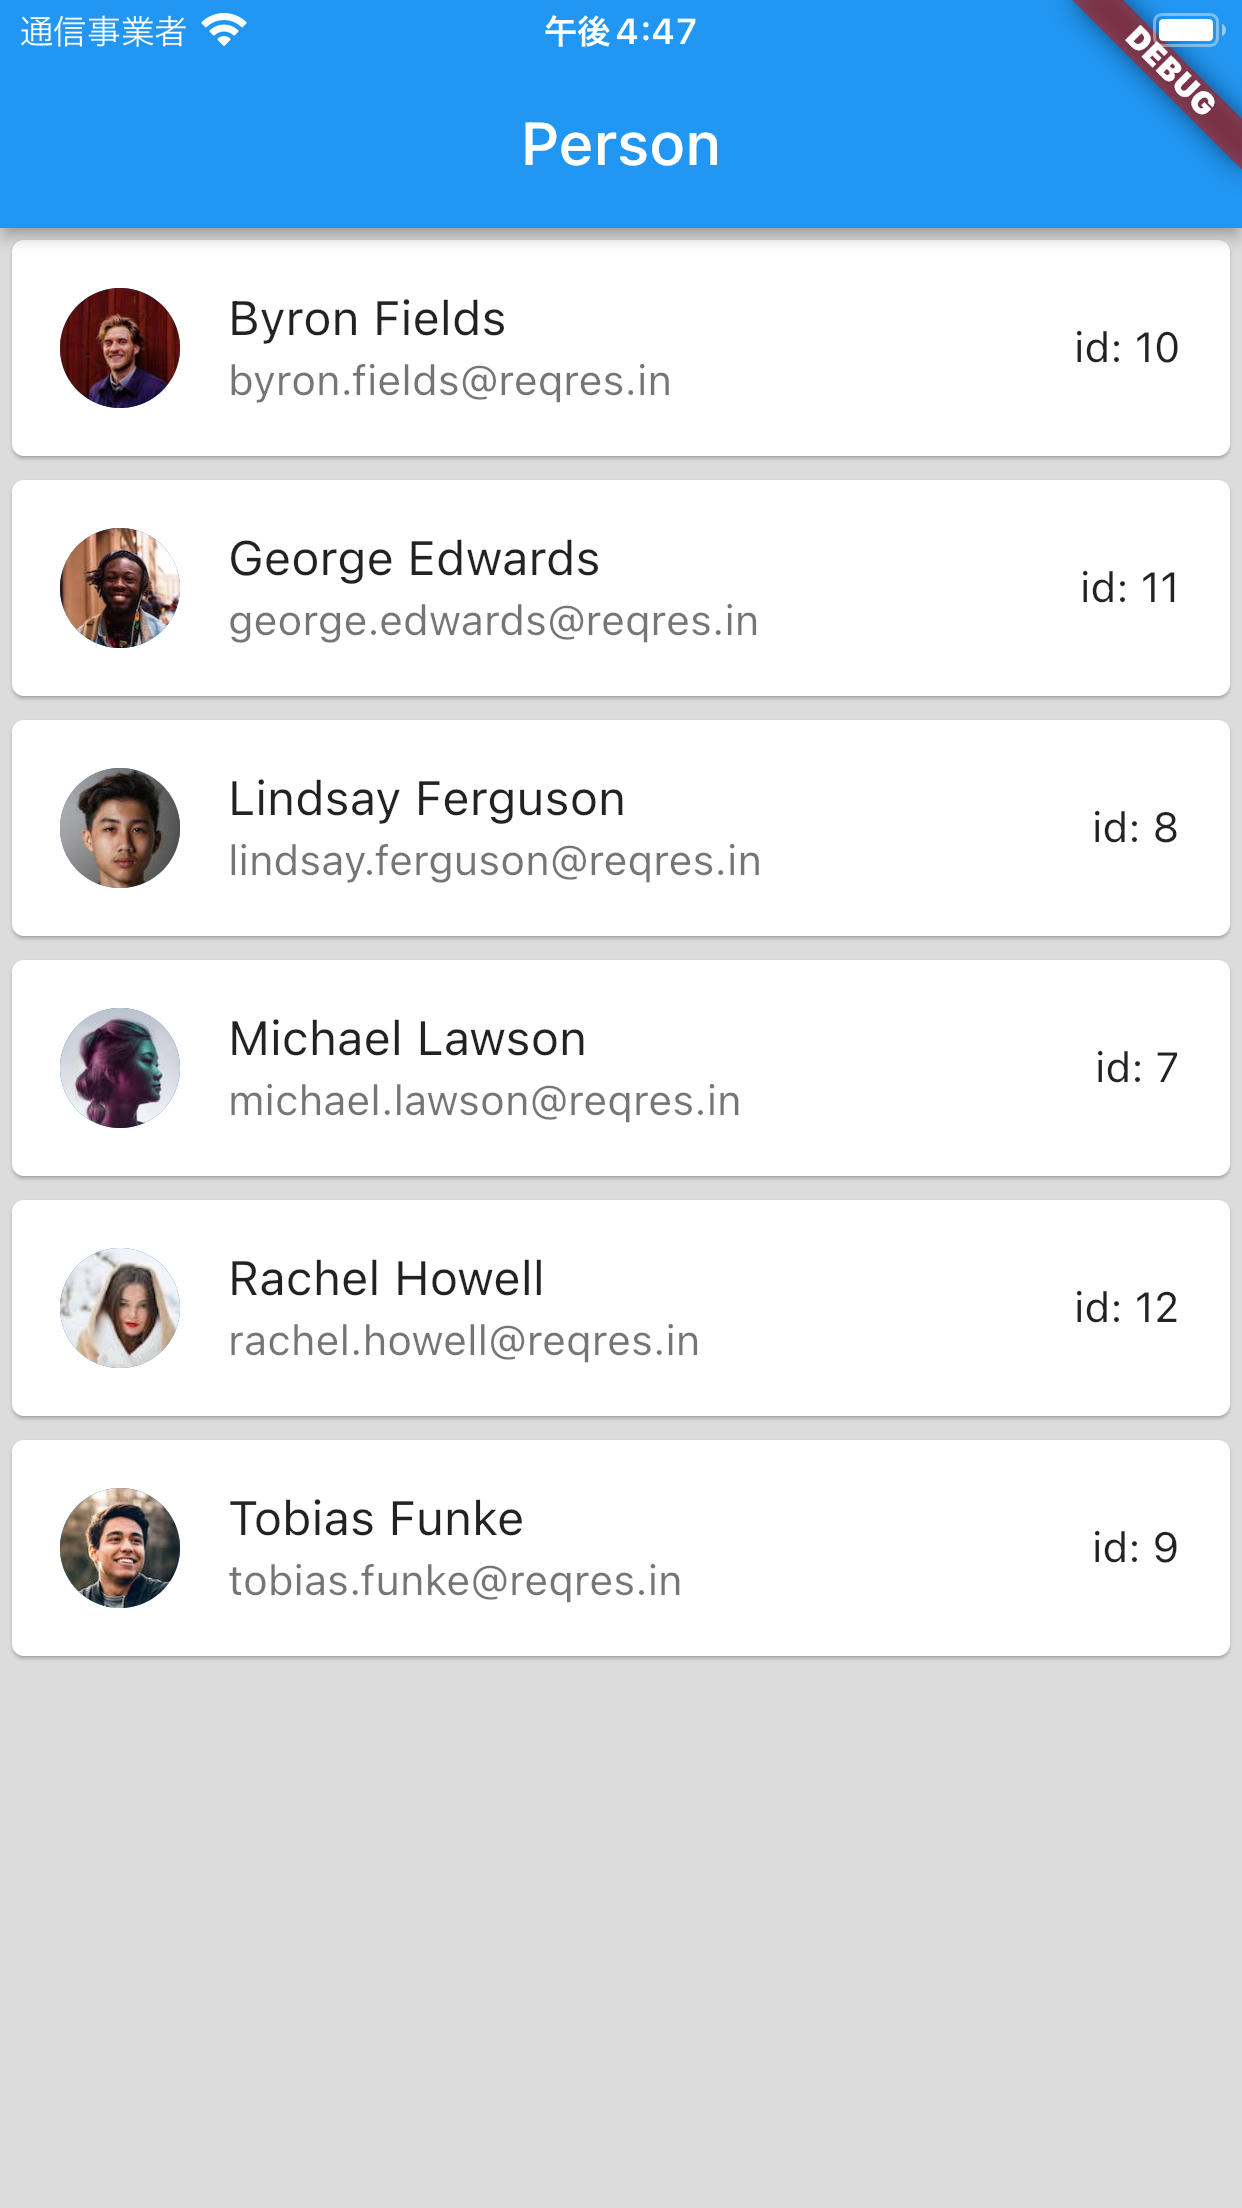 通信事業者
午後4:47
DEBUG
Person
Byron Fields
byron.fields@reqres.in
id: 10
George Edwards
george.edwards@reqres.in
id: 11
Lindsay Ferguson
lindsay.ferguson@reqres.in
id: 8
Michael Lawson
michael.lawson@reqres.in
id: 7
Rachel Howell
rachel.howell@reqres.in
id: 12
Tobias Funke
tobias.funke@reqres.in
id: 9